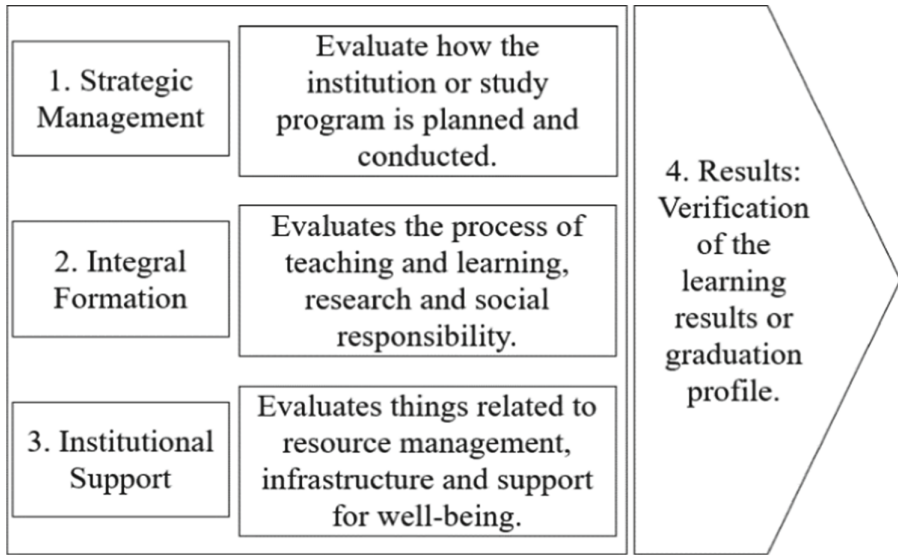 1. Strategic
Management
Evaluate how the
institution or study
program is planned and
conducted.
2. Integral
Formation
Evaluates the process of
teaching and learning,
research and social
responsibility.
3. Institutional
Support
Evaluates things related to
resource management,
infrastructure and support
for well-being.
4. Results:
Verification
of the
learning
results or
graduation
profile.